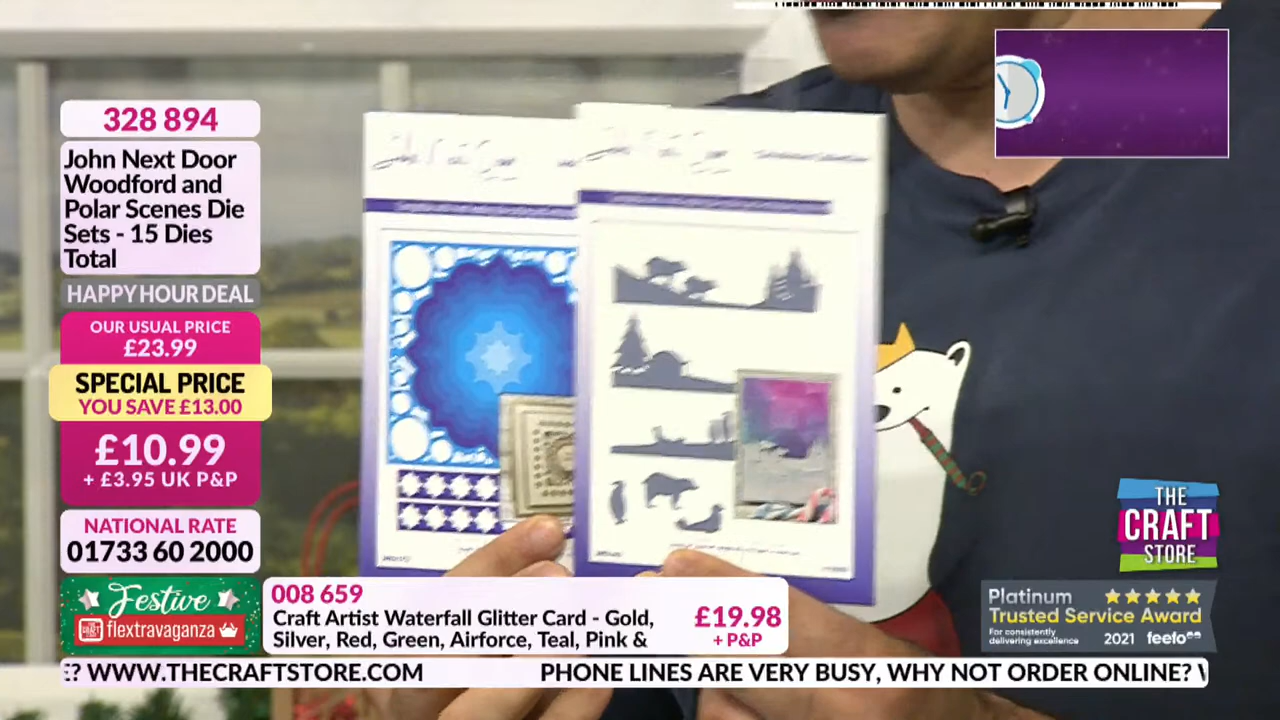 328 894
John Next Door
Woodford and
Polar Scenes Die
Sets - 15 Dies
Total
HAPPY HOUR DEAL
OUR USUAL PRICE
£23.99
SPECIAL PRICE
YOU SAVE £13.00
£10.99
+ £3.95 UK P&P
NATIONAL RATE
01733 60 2000
Festive
flextravaganza
008 659
Craft Artist Waterfall Glitter Card - Gold,
Silver, Red, Green, Airforce, Teal, Pink &
£19.98
+ P&P
THE
CRAFT
STORE
Platinum
Trusted Service Award
For consistently
delivering excellence
2021 feefo
? WWW.THECRAFTSTORE.COM PHONE LINES ARE VERY BUSY, WHY NOT ORDER ONLINE?